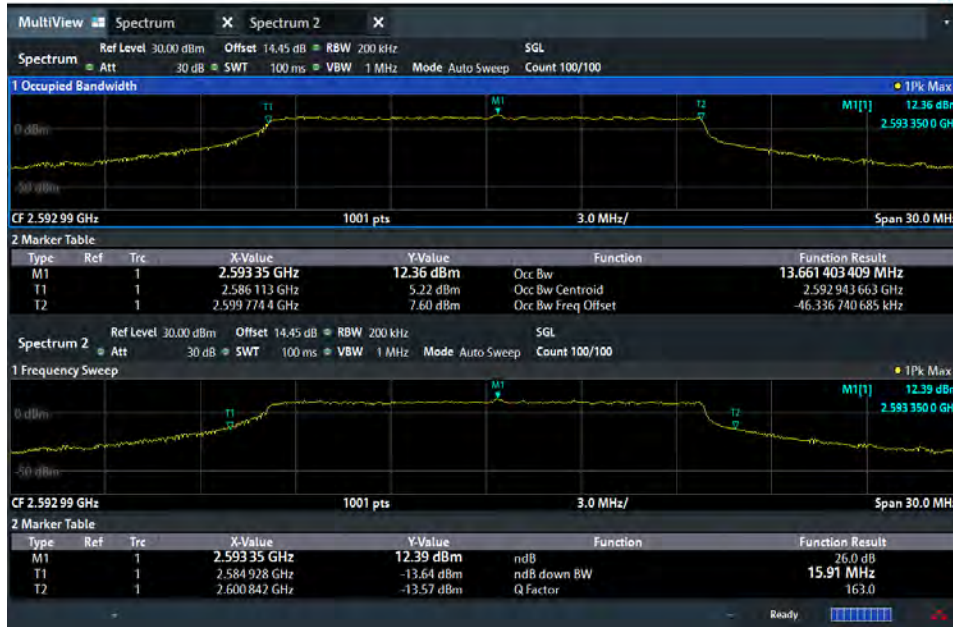 MultiView Spectrum X Spectrum 2 X
Spectrum Ref Level 30.00 dBm Offset 14.45 dB RBW 200 kHz SGL
Att 30 dB SWT 100 ms VBW 1 MHz Mode Auto Sweep Count 100/100
1 Occupied Bandwidth 1Pk Max
T1 M1 T2 M1[1] 12.36 dBm
0 dBm 2.593 350 0 GH
-50 dBm
CF 2.592 99 GHz 1001 pts 3.0 MHz/ Span 30.0 MH
2 Marker Table
Type Ref Trc X-Value Y-Value Function Function Result
M1 1 2.593 35 GHz 12.36 dBm Occ Bw 13.661 403 409 MHz
T1 1 2.586 113 GHz 5.22 dBm Occ Bw Centroid 2.592 943 663 GHz
T2 1 2.599 774 4 GHz 7.60 dBm Occ Bw Freq Offset -46.336 740 685 kHz
Spectrum 2 Ref Level 30.00 dBm Offset 14.45 dB RBW 200 kHz SGL
Att 30 dB SWT 100 ms VBW 1 MHz Mode Auto Sweep Count 100/100
1 Frequency Sweep 1Pk Max
M1 M1[1] 12.39 dBm
0 dBm T1 T2 2.593 350 0 GH
-50 dBm
CF 2.592 99 GHz 1001 pts 3.0 MHz/ Span 30.0 MH
2 Marker Table
Type Ref Trc X-Value Y-Value Function Function Result
M1 1 2.593 35 GHz 12.39 dBm ndB 26.0 dB
T1 1 2.584 928 GHz -13.64 dBm ndB down BW 15.91 MHz
T2 1 2.600 842 GHz -13.57 dBm Q Factor 163.0
Ready